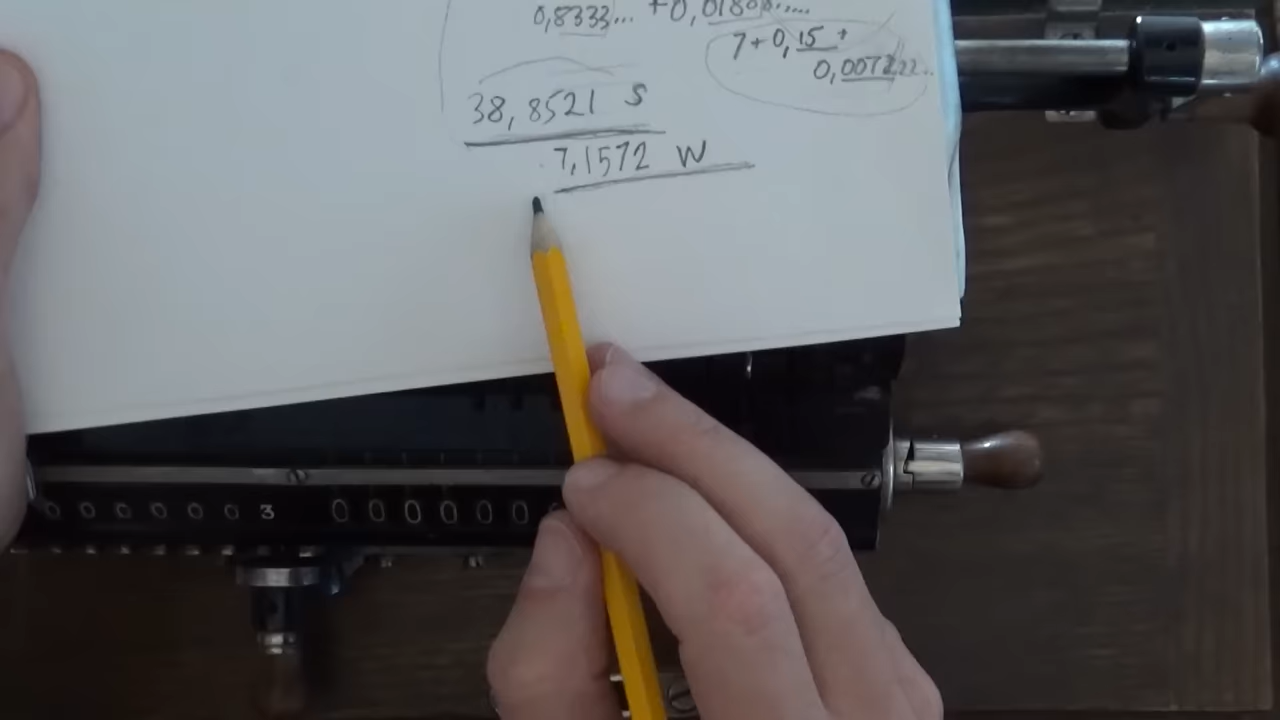 0,8333... +0,0180.....
7+0,15 +
0,0072222..
38,8521 S
7,1572 W
0 0 0 0 0 0 3 0 0 0 0 0 0